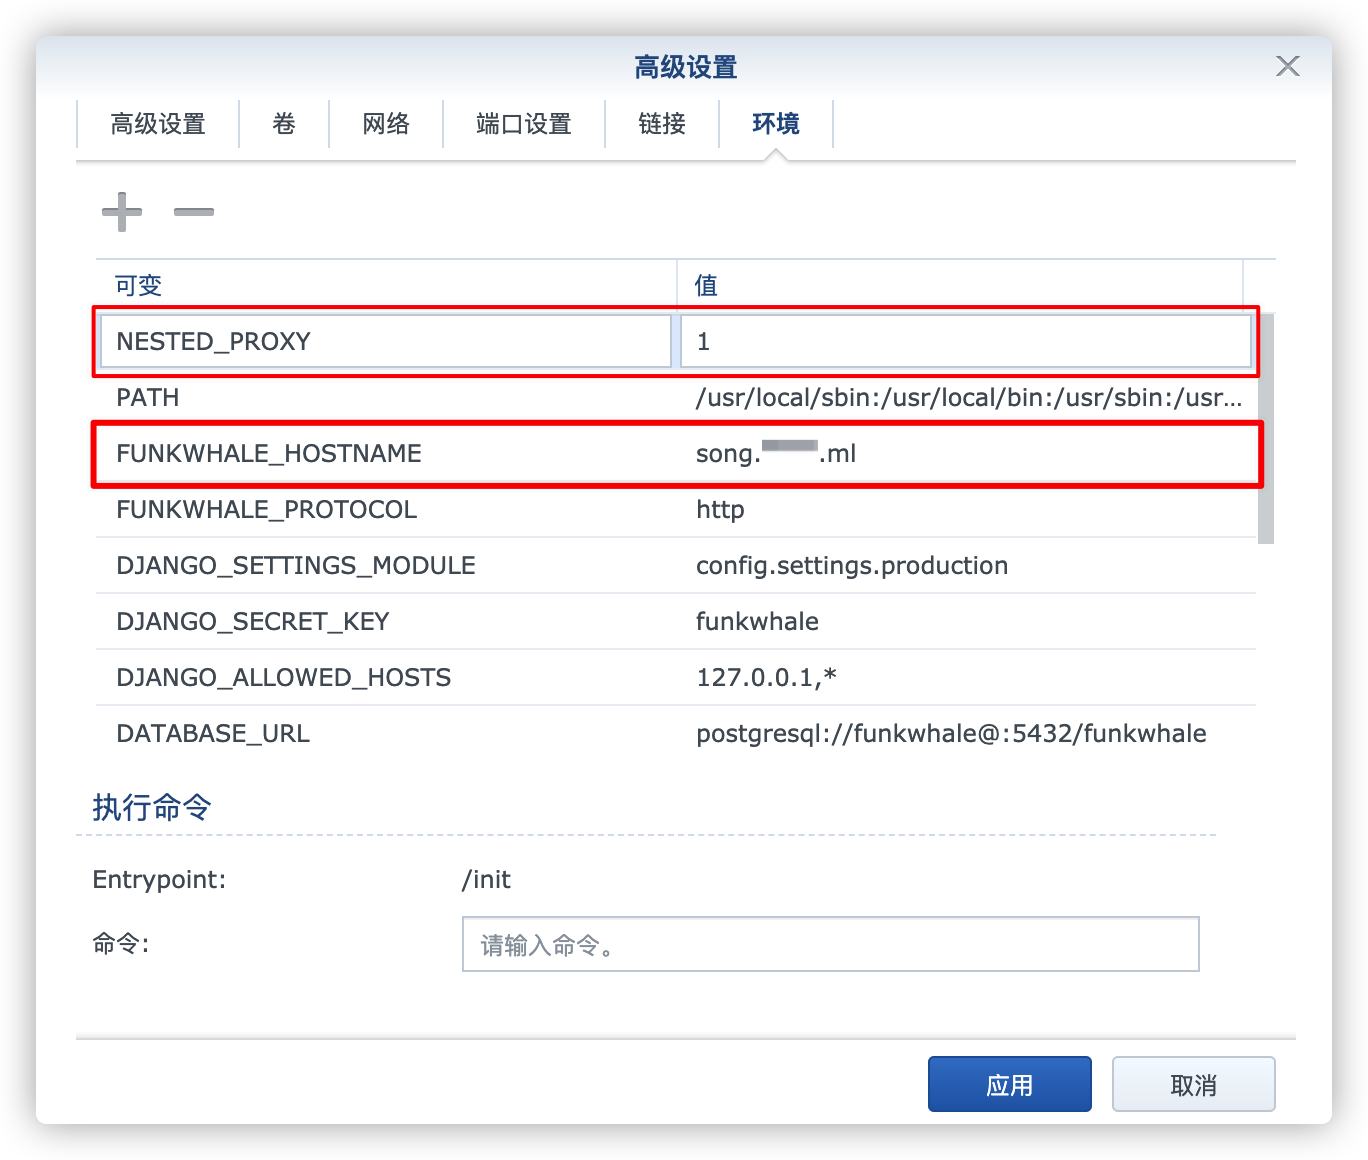 高级设置
高级设置 卷 网络 端口设置 链接 环境
可变 值
NESTED_PROXY 1
PATH /usr/local/sbin:/usr/local/bin:/usr/sbin:/usr...
FUNKWHALE_HOSTNAME song. .ml
FUNKWHALE_PROTOCOL http
DJANGO_SETTINGS_MODULE config.settings.production
DJANGO_SECRET_KEY funkwhale
DJANGO_ALLOWED_HOSTS 127.0.0.1,*
DATABASE_URL postgresql://funkwhale@:5432/funkwhale
执行命令
Entrypoint: /init
命令: 请输入命令。
应用 取消